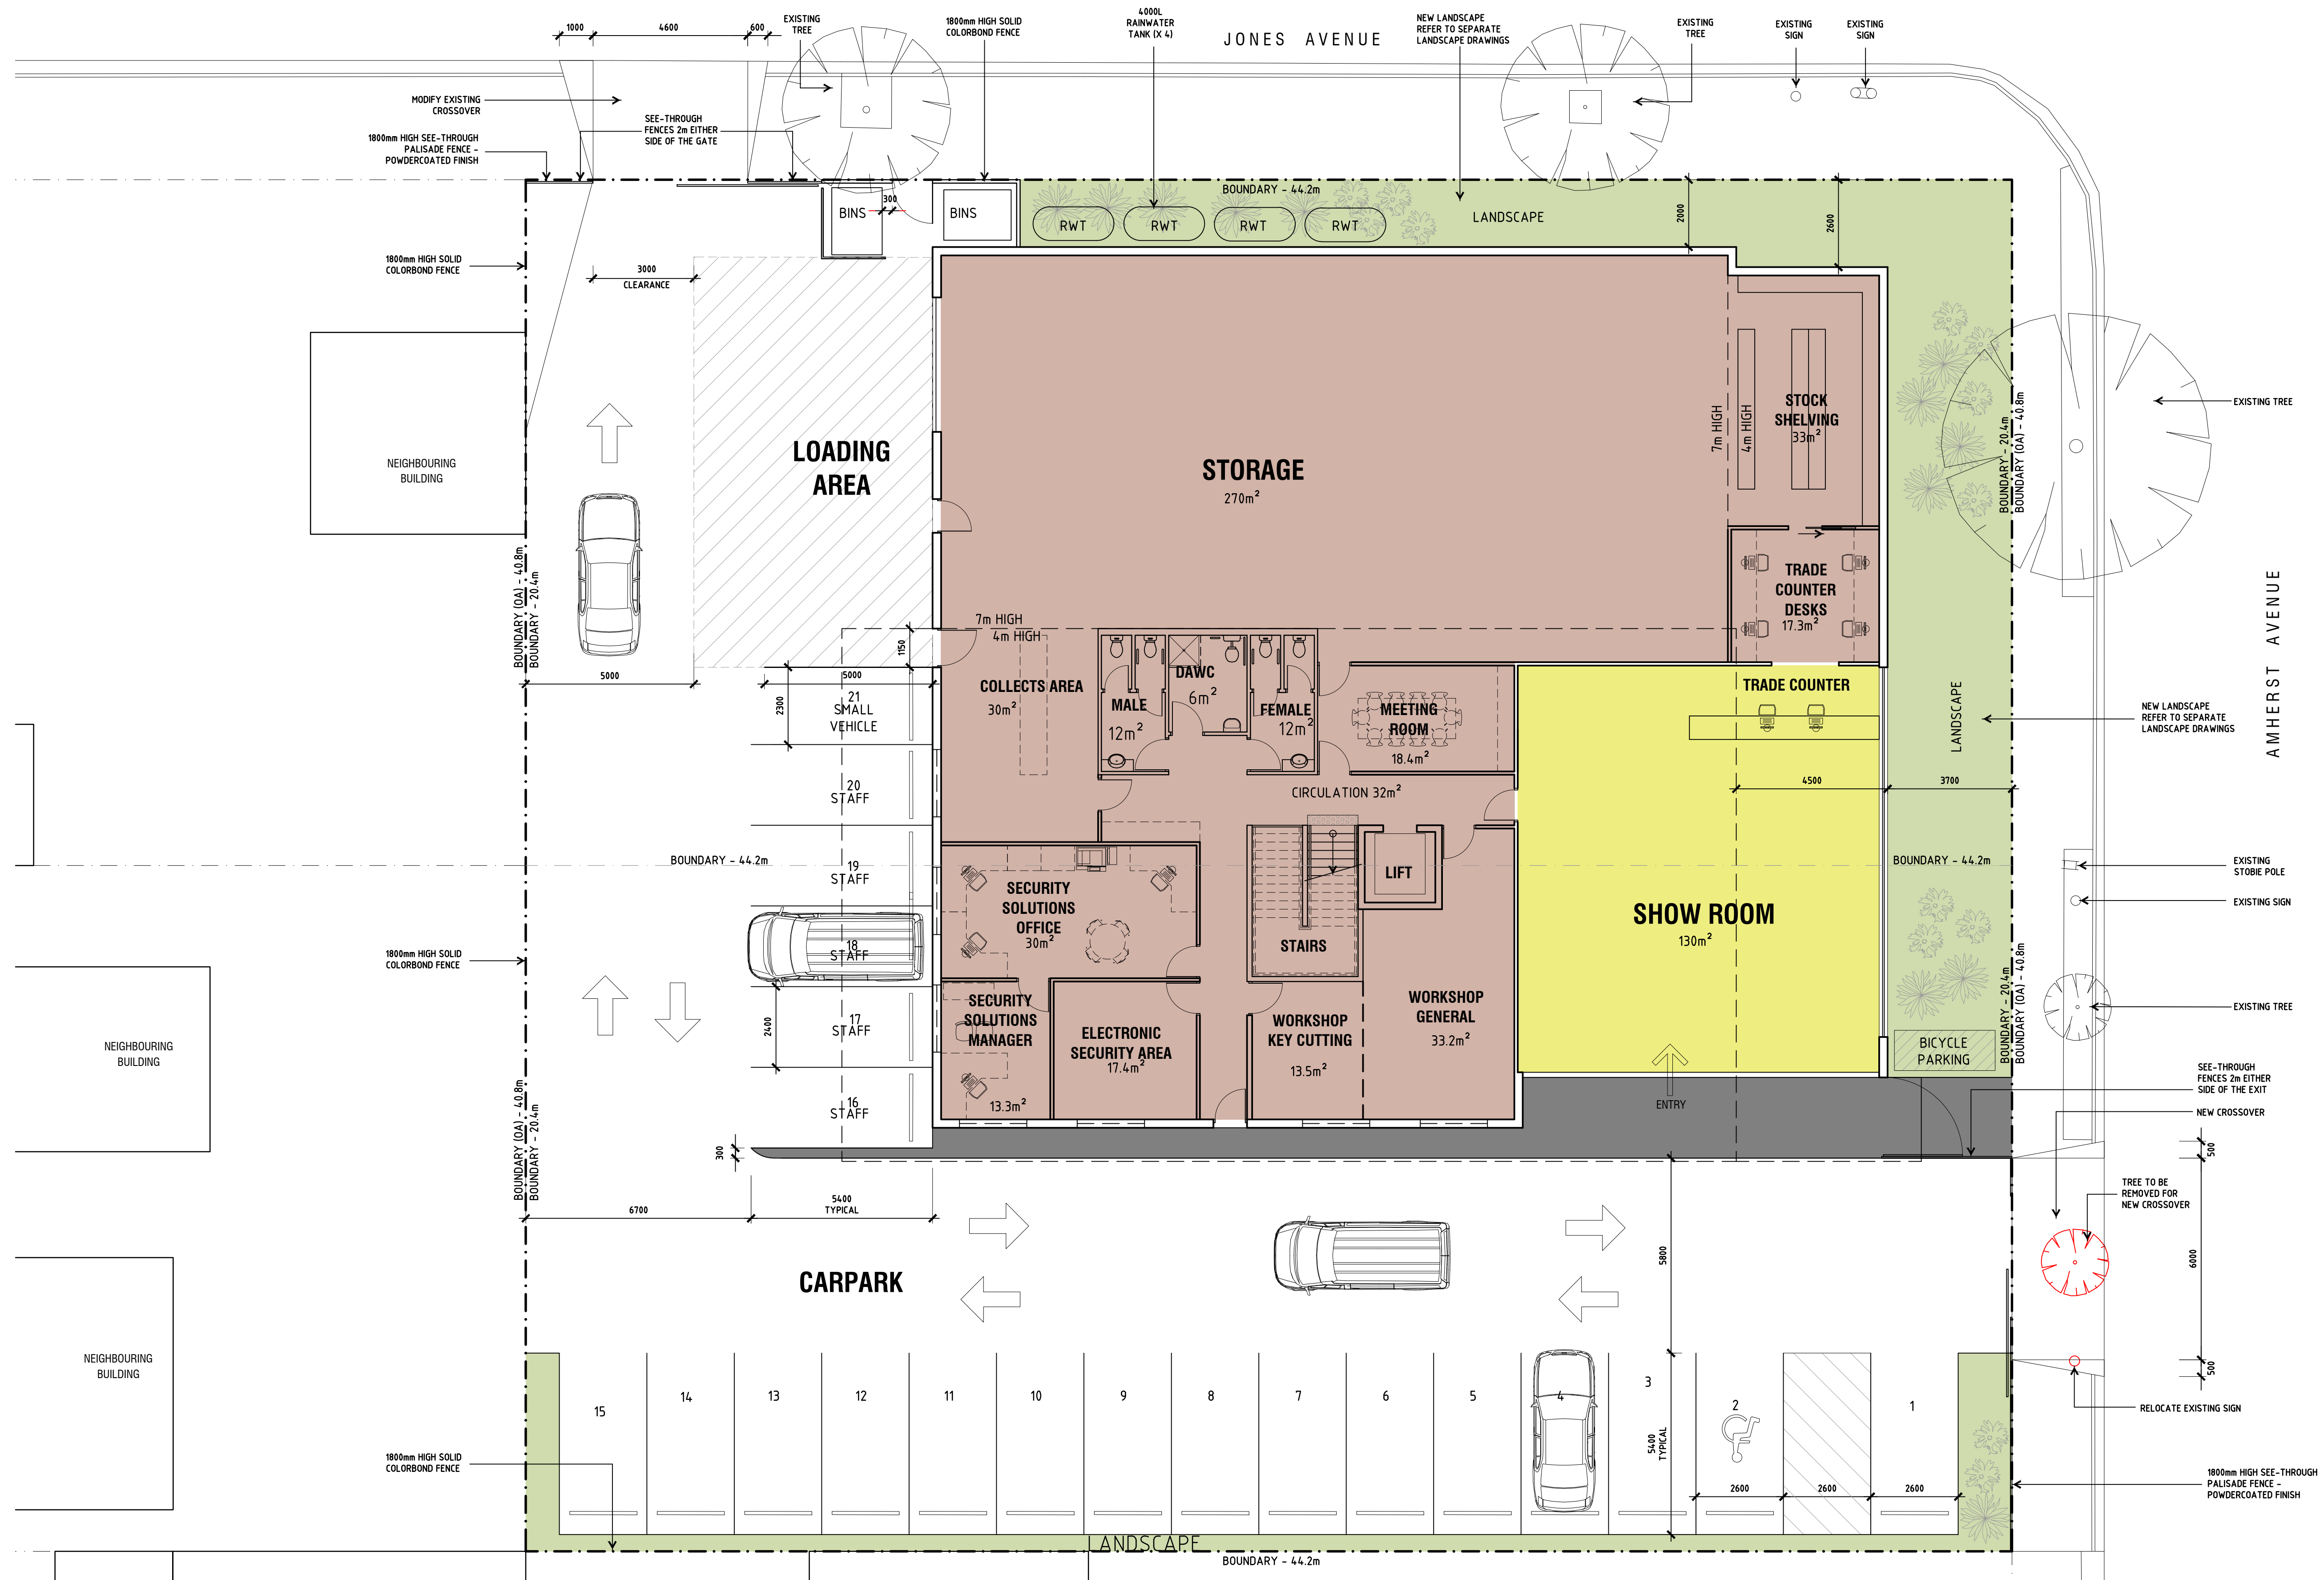 1000
4600
600
EXISTING
TREE
1800mm HIGH SOLID
COLORBOND FENCE
4000L
RAINWATER
TANK (X 4)
JONES AVENUE
NEW LANDSCAPE
REFER TO SEPARATE
LANDSCAPE DRAWINGS
EXISTING
TREE
EXISTING
SIGN
EXISTING
SIGN
MODIFY EXISTING
CROSSOVER
SEE-THROUGH
FENCES 2m EITHER
SIDE OF THE GATE
1800mm HIGH SEE-THROUGH
PALISADE FENCE -
POWDERCOATED FINISH
BINS
300
BINS
BOUNDARY - 44.2m
RWT
RWT
RWT
RWT
LANDSCAPE
2000
2600
1800mm HIGH SOLID
COLORBOND FENCE
3000
CLEARANCE
NEIGHBOURING
BUILDING
LOADING
AREA
STORAGE
270m²
7m HIGH
4m HIGH
STOCK
SHELVING
33m²
BOUNDARY - 20.4m
BOUNDARY (OA) - 40.8m
EXISTING TREE
BOUNDARY (OA) - 40.8m
BOUNDARY - 20.4m
TRADE
COUNTER
DESKS
17.3m²
AMHERST AVENUE
7m HIGH
4m HIGH
1150
5000
5000
2300
21
SMALL
VEHICLE
COLLECTS AREA
30m²
MALE
12m²
DAWC
6m²
FEMALE
12m²
MEETING
ROOM
18.4m²
TRADE COUNTER
LANDSCAPE
NEW LANDSCAPE
REFER TO SEPARATE
LANDSCAPE DRAWINGS
4500
3700
20
STAFF
CIRCULATION 32m²
BOUNDARY - 44.2m
19
STAFF
LIFT
BOUNDARY - 44.2m
EXISTING
STOBIE POLE
SECURITY
SOLUTIONS
OFFICE
30m²
SHOW ROOM
130m²
EXISTING SIGN
1800mm HIGH SOLID
COLORBOND FENCE
18
STAFF
STAIRS
BOUNDARY - 20.4m
BOUNDARY (OA) - 40.8m
2400
17
STAFF
SECURITY
SOLUTIONS
MANAGER
13.3m²
ELECTRONIC
SECURITY AREA
17.4m²
WORKSHOP
KEY CUTTING
13.5m²
WORKSHOP
GENERAL
33.2m²
EXISTING TREE
NEIGHBOURING
BUILDING
BICYCLE
PARKING
ENTRY
SEE-THROUGH
FENCES 2m EITHER
SIDE OF THE EXIT
BOUNDARY (OA) - 40.8m
BOUNDARY - 20.4m
16
STAFF
NEW CROSSOVER
300
500
TREE TO BE
REMOVED FOR
NEW CROSSOVER
6700
5400
TYPICAL
5800
6000
CARPARK
NEIGHBOURING
BUILDING
500
15
14
13
12
11
10
9
8
7
6
5
4
3
2
1
RELOCATE EXISTING SIGN
5400
TYPICAL
2600
2600
2600
1800mm HIGH SOLID
COLORBOND FENCE
1800mm HIGH SEE-THROUGH
PALISADE FENCE -
POWDERCOATED FINISH
LANDSCAPE
BOUNDARY - 44.2m